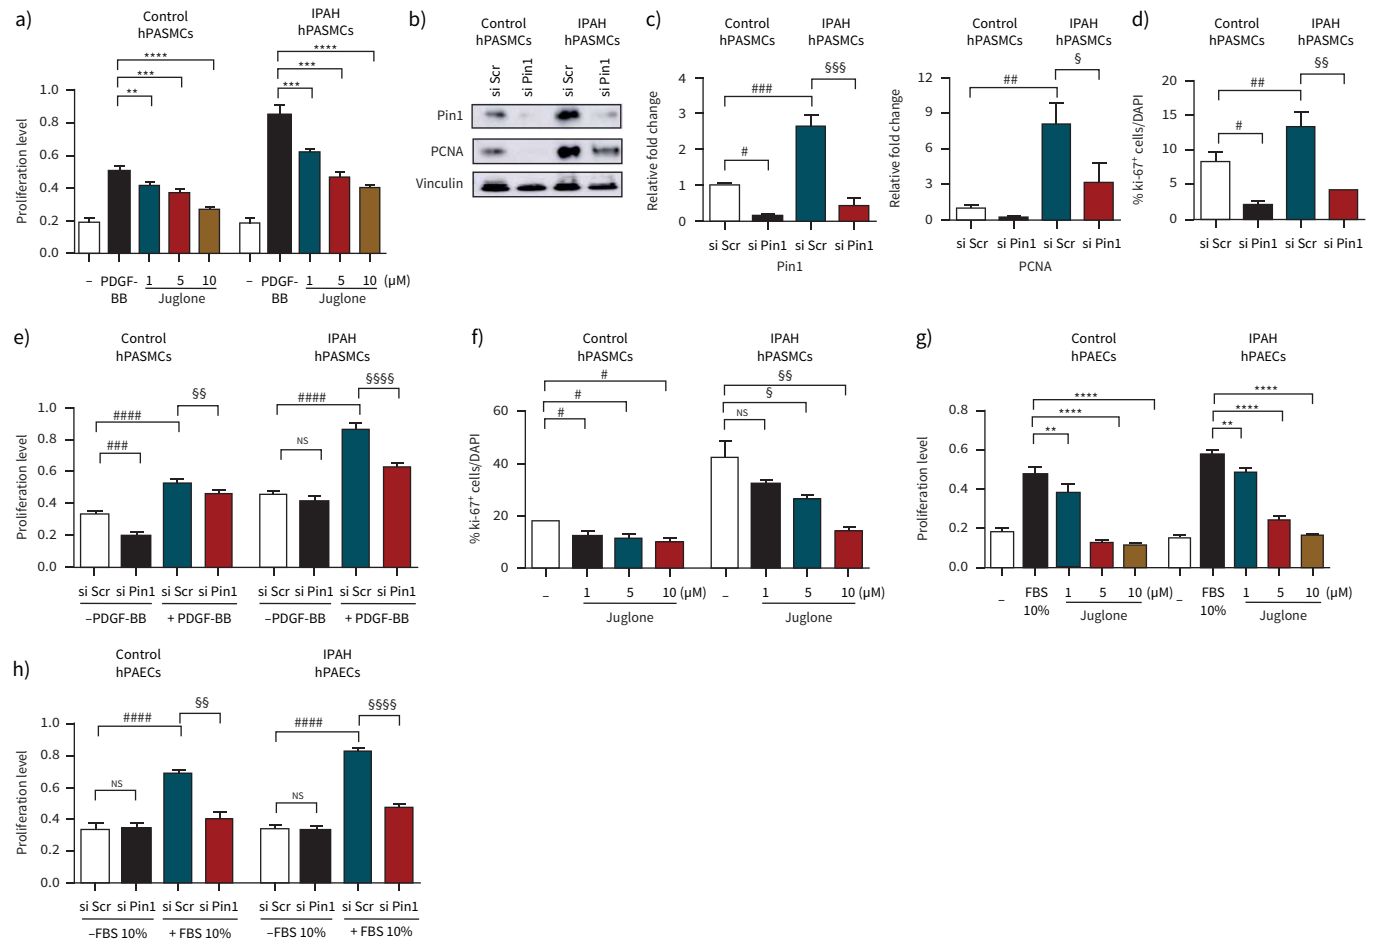 a)
Control
hPASMCs
IPAH
hPASMCs
****
***
**
****
***
***
Proliferation level
1.0
0.8
0.6
0.4
0.2
0.0
– PDGF-BB 1 5 10 – PDGF-BB 1 5 10 (µM)
Juglone Juglone
b)
Control
hPASMCs
IPAH
hPASMCs
si Scr si Pin1 si Scr si Pin1
Pin1
PCNA
Vinculin
c)
Control
hPASMCs
IPAH
hPASMCs
§§§
###
#
Relative fold change
4
3
2
1
0
si Scr si Pin1 si Scr si Pin1
Pin1
Control
hPASMCs
IPAH
hPASMCs
§
##
Relative fold change
12
9
6
3
0
si Scr si Pin1 si Scr si Pin1
PCNA
d)
Control
hPASMCs
IPAH
hPASMCs
§§
##
#
% ki-67+ cells/DAPI
20
15
10
5
0
si Scr si Pin1 si Scr si Pin1
e)
Control
hPASMCs
IPAH
hPASMCs
§§
####
###
§§§§
####
NS
Proliferation level
1.0
0.8
0.6
0.4
0.2
0.0
si Scr si Pin1 si Scr si Pin1 si Scr si Pin1 si Scr si Pin1
–PDGF-BB + PDGF-BB –PDGF-BB + PDGF-BB
f)
Control
hPASMCs
IPAH
hPASMCs
#
#
#
§§
§
NS
% ki-67+ cells/DAPI
60
40
20
0
– 1 5 10 (µM) – 1 5 10 (µM)
Juglone Juglone
g)
Control
hPAECs
IPAH
hPAECs
****
****
**
****
****
**
Proliferation level
0.8
0.6
0.4
0.2
0.0
– FBS 1 5 10 (µM) – FBS 1 5 10 (µM)
10% Juglone 10% Juglone
h)
Control
hPAECs
IPAH
hPAECs
§§
####
NS
§§§§
####
NS
Proliferation level
1.0
0.8
0.6
0.4
0.2
0.0
si Scr si Pin1 si Scr si Pin1 si Scr si Pin1 si Scr si Pin1
–FBS 10% + FBS 10% –FBS 10% + FBS 10%